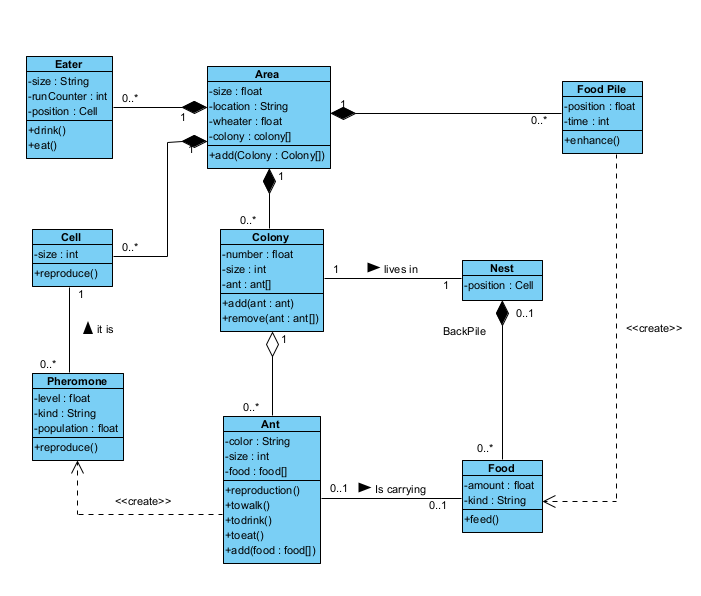 Eater
-size : String
-runCounter : int
-position : Cell
+drink()
+eat()
0..*
1
Area
-size : float
-location : String
-wheater : float
-colony : colony[]
+add(Colony : Colony[])
1
0..*
Food Pile
-position : float
-time : int
+enhance()
1
0..*
1
0..*
Cell
-size : int
+reproduce()
1
it is
0..*
Colony
-number : float
-size : int
-ant : ant[]
+add(ant : ant)
+remove(ant : ant[])
1
lives in
1
Nest
-position : Cell
0..1
BackPile
<<create>>
1
0..*
0..*
Pheromone
-level : float
-kind : String
-population : float
+reproduce()
<<create>>
Ant
-color : String
-size : int
-food : food[]
+reproduction()
+towalk()
+todrink()
+toeat()
+add(food : food[])
0..1
Is carrying
0..1
Food
-amount : float
-kind : String
+feed()